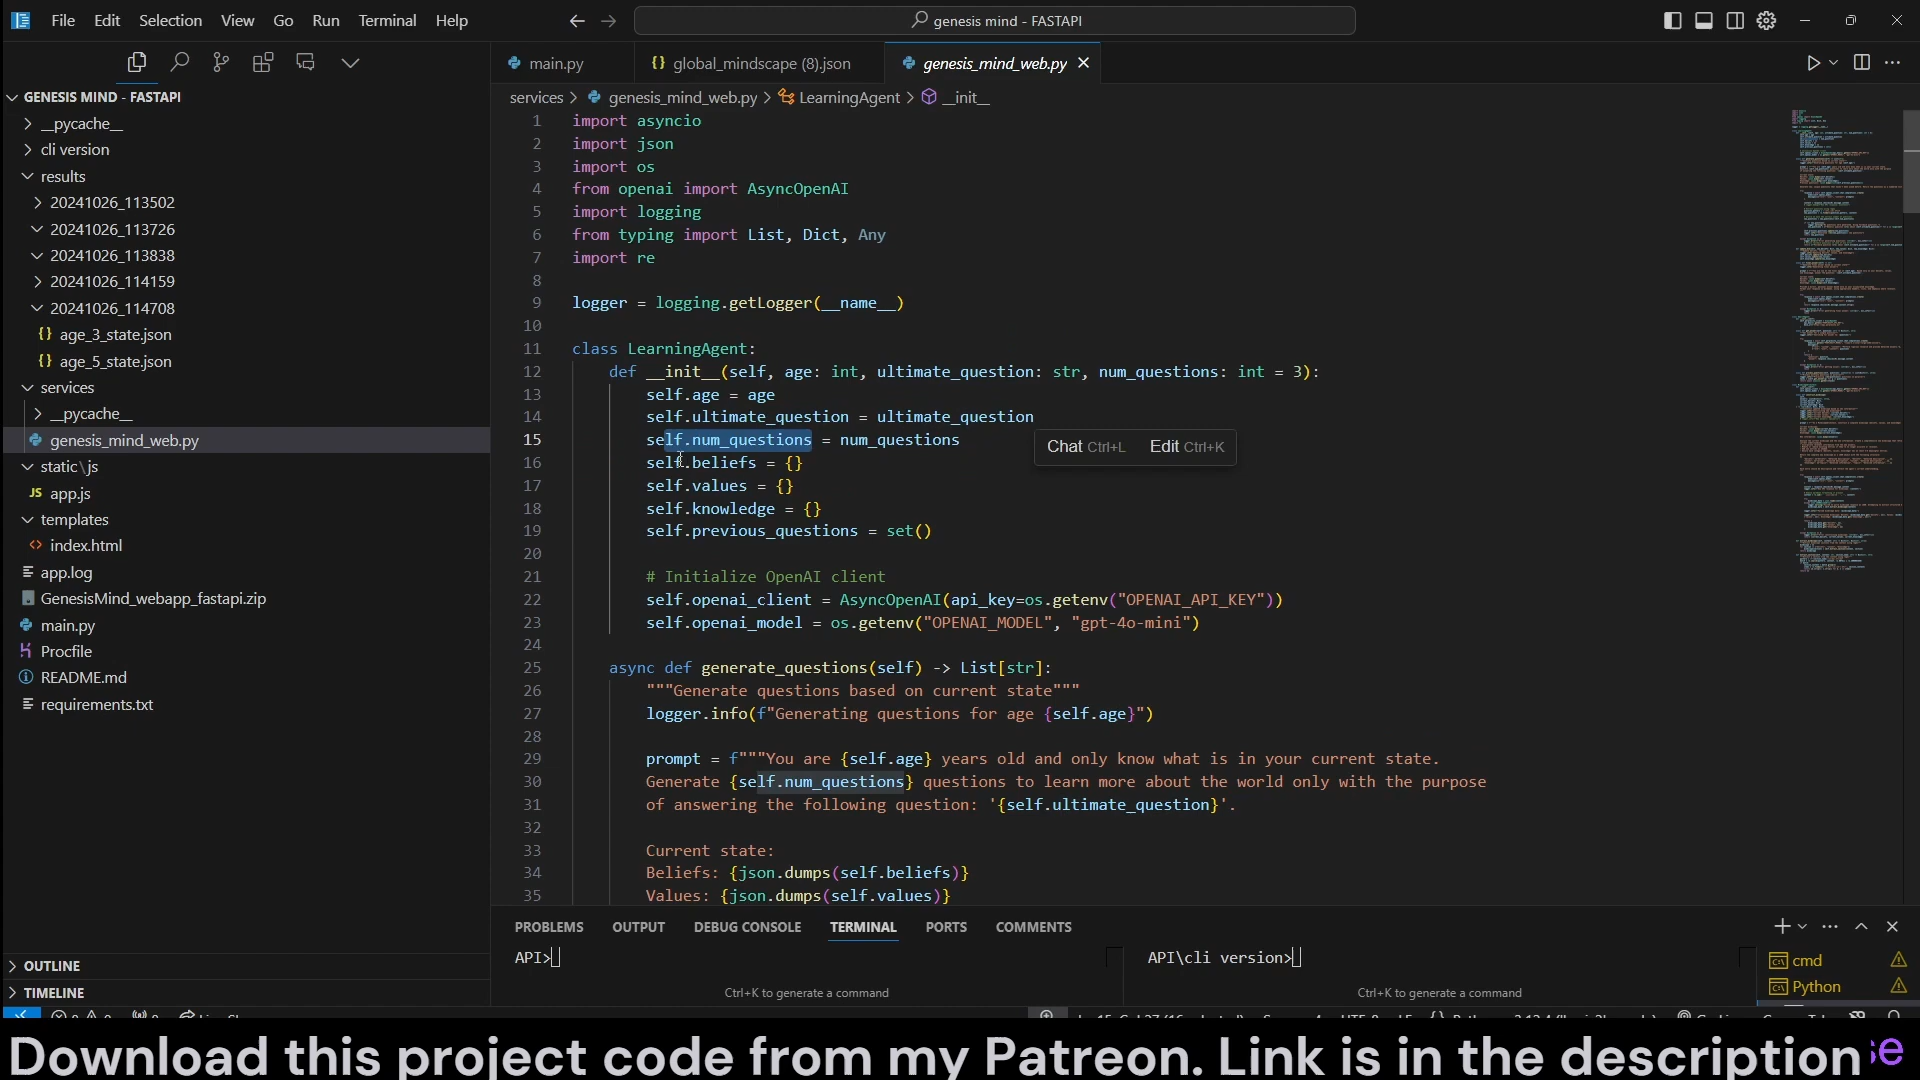 File Edit Selection View Go Run Terminal Help
genesis mind - FASTAPI
main.py
{} global_mindscape (8).json
genesis_mind_web.py
GENESIS MIND - FASTAPI
services > genesis_mind_web.py > LearningAgent > __init__
__pycache__
cli version
results
20241026_113502
20241026_113726
20241026_113838
20241026_114159
20241026_114708
{} age_3_state.json
{} age_5_state.json
services
__pycache__
genesis_mind_web.py
static\js
JS app.js
templates
<> index.html
app.log
GenesisMind_webapp_fastapi.zip
main.py
Procfile
README.md
requirements.txt
OUTLINE
TIMELINE
1 import asyncio
2 import json
3 import os
4 from openai import AsyncOpenAI
5 import logging
6 from typing import List, Dict, Any
7 import re
8
9 logger = logging.getLogger(__name__)
10
11 class LearningAgent:
12 def __init__(self, age: int, ultimate_question: str, num_questions: int = 3):
13 self.age = age
14 self.ultimate_question = ultimate_question
15 self.num_questions = num_questions
Chat Ctrl+L Edit Ctrl+K
16 self.beliefs = {}
17 self.values = {}
18 self.knowledge = {}
19 self.previous_questions = set()
20
21 # Initialize OpenAI client
22 self.openai_client = AsyncOpenAI(api_key=os.getenv("OPENAI_API_KEY"))
23 self.openai_model = os.getenv("OPENAI_MODEL", "gpt-4o-mini")
24
25 async def generate_questions(self) -> List[str]:
26 """Generate questions based on current state"""
27 logger.info(f"Generating questions for age {self.age}")
28
29 prompt = f"""You are {self.age} years old and only know what is in your current state.
30 Generate {self.num_questions} questions to learn more about the world only with the purpose
31 of answering the following question: '{self.ultimate_question}'.
32
33 Current state:
34 Beliefs: {json.dumps(self.beliefs)}
35 Values: {json.dumps(self.values)}
PROBLEMS OUTPUT DEBUG CONSOLE TERMINAL PORTS COMMENTS
API>
API\cli version>
Ctrl+K to generate a command
Ctrl+K to generate a command
cmd
Python
Download this project code from my Patreon. Link is in the description